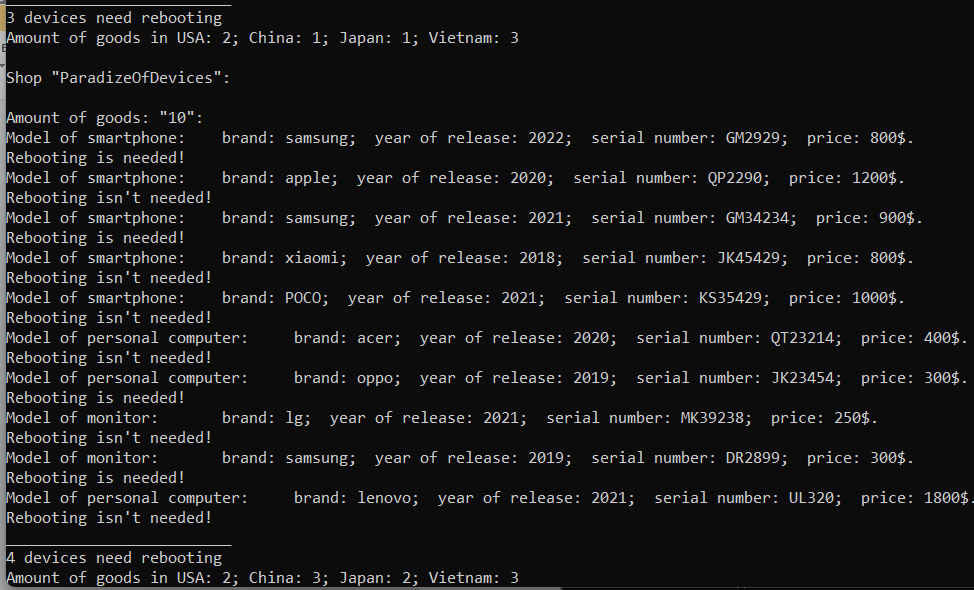 3 devices need rebooting
Amount of goods in USA: 2; China: 1; Japan: 1; Vietnam: 3
Shop "ParadizeOfDevices":
Amount of goods: "10":
Model of smartphone:    brand: samsung;  year of release: 2022;  serial number: GM2929;  price: 800$.
Rebooting is needed!
Model of smartphone:    brand: apple;  year of release: 2020;  serial number: QP2290;  price: 1200$.
Rebooting isn't needed!
Model of smartphone:    brand: samsung;  year of release: 2021;  serial number: GM34234;  price: 900$.
Rebooting is needed!
Model of smartphone:    brand: xiaomi;  year of release: 2018;  serial number: JK45429;  price: 800$.
Rebooting isn't needed!
Model of smartphone:    brand: POCO;  year of release: 2021;  serial number: KS35429;  price: 1000$.
Rebooting isn't needed!
Model of personal computer:     brand: acer;  year of release: 2020;  serial number: QT23214;  price: 400$.
Rebooting isn't needed!
Model of personal computer:     brand: oppo;  year of release: 2019;  serial number: JK23454;  price: 300$.
Rebooting is needed!
Model of monitor:       brand: lg;  year of release: 2021;  serial number: MK39238;  price: 250$.
Rebooting isn't needed!
Model of monitor:       brand: samsung;  year of release: 2019;  serial number: DR2899;  price: 300$.
Rebooting is needed!
Model of personal computer:     brand: lenovo;  year of release: 2021;  serial number: UL320;  price: 1800$.
Rebooting isn't needed!
4 devices need rebooting
Amount of goods in USA: 2; China: 3; Japan: 2; Vietnam: 3